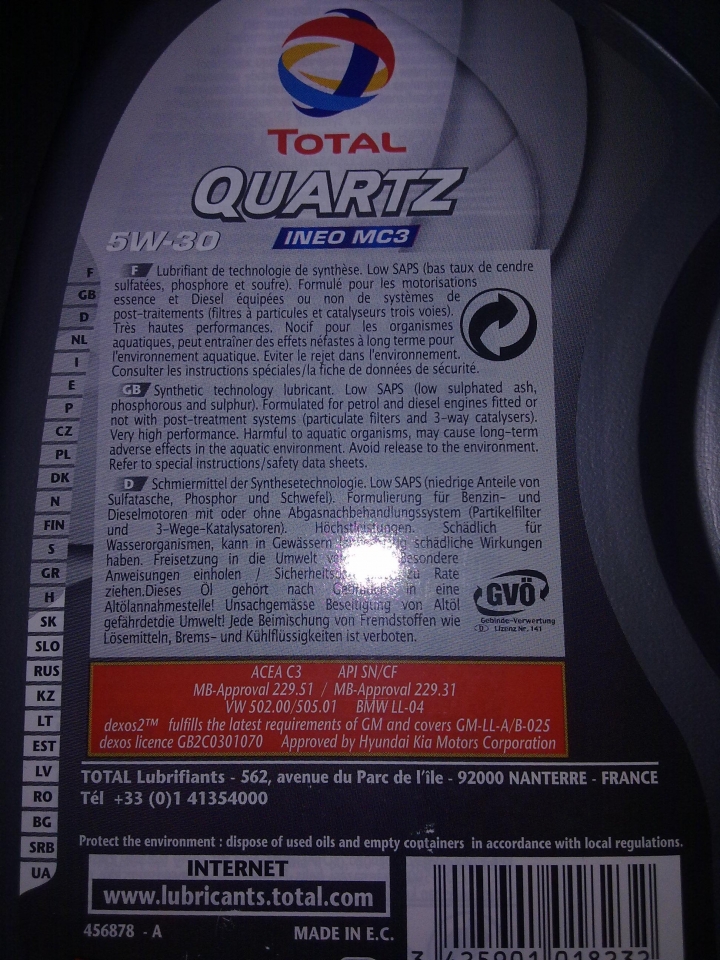 TOTAL
QUARTZ
5W-30 INEO MC3
F
GB
D
NL
I
E
P
CZ
PL
DK
N
FIN
S
GR
H
SK
SLO
RUS
KZ
LT
EST
LV
RO
BG
SRB
UA
F Lubrifiant de technologie de synthèse. Low SAPS (bas taux de cendre
sulfatées, phosphore et soufre). Formulé pour les motorisations
essence et Diesel équipées ou non de systèmes de
post-traitements (filtres à particules et catalyseurs trois voies).
Très hautes performances. Nocif pour les organismes
aquatiques, peut entraîner des effets néfastes à long terme pour
l'environnement aquatique. Eviter le rejet dans l'environnement.
Consulter les instructions spéciales/la fiche de données de sécurité.
GB Synthetic technology lubricant. Low SAPS (low sulphated ash,
phosphorous and sulphur). Formulated for petrol and diesel engines fitted or
not with post-treatment systems (particulate filters and 3-way catalysers).
Very high performance. Harmful to aquatic organisms, may cause long-term
adverse effects in the aquatic environment. Avoid release to the environment.
Refer to special instructions/safety data sheets.
D Schmiermittel der Synthesetechnologie. Low SAPS (niedrige Anteile von
Sulfatasche, Phosphor und Schwefel). Formulierung für Benzin- und
Dieselmotoren mit oder ohne Abgasnachbehandlungssystem (Partikelfilter
und 3-Wege-Katalysatoren). Höchstleistungen. Schädlich für
Wasserorganismen, kann in Gewässern schädliche Wirkungen
haben. Freisetzung in die Umwelt
Anweisungen einholen / zu Rate
ziehen.Dieses Öl gehört nach Gebrauch in eine
Altölannahmestelle! Unsachgemässe Beseitigung von Altöl
gefährdetdie Umwelt! Jede Beimischung von Fremdstoffen wie
Lösemitteln, Brems- und Kühlflüssigkeiten ist verboten.
GVÖ
Gebinde-Verwertung
D Lizenz Nr. 141
ACEA C3 API SN/CF
MB-Approval 229.51 / MB-Approval 229.31
VW 502.00/505.01 BMW LL-04
dexos2™ fulfills the latest requirements of GM and covers GM-LL-A/B-025
dexos licence GB2C0301070 Approved by Hyundai Kia Motors Corporation
TOTAL Lubrifiants - 562, avenue du Parc de l'île - 92000 NANTERRE - FRANCE
Tél +33 (0)1 41354000
Protect the environment : dispose of used oils and empty containers in accordance with local regulations.
INTERNET
www.lubricants.total.com
456878 - A MADE IN E.C.
3 425901 018232